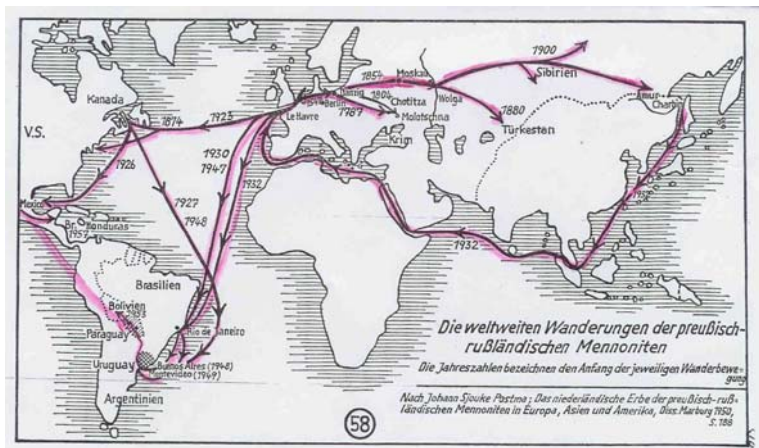 1900
Sibirien
1854
Moskau
Danzig
1804
Wolga
Amur
Charbin
Kanada
1923
Berlin
1789
Chortitza
1880
V.S.
1874
Le Havre
Molotschna
Türkestan
Krim
1926
1930
1947
1932
Mexico
1927
1948
Br. Honduras
1957
1932
Brasilien
Bolivien
1953
Paraguay
Rio de Janeiro
Uruguay
Buenos Aires (1948)
Montevideo (1949)
Argentinien
Die weltweiten Wanderungen der preußisch-
rußländischen Mennoniten
Die Jahreszahlen bezeichnen den Anfang der jeweiligen Wanderbewe-
gung
Nach Johann Sjouke Postma: Das niederländische Erbe der preußisch-ruß-
ländischen Mennoniten in Europa, Asien und Amerika, Diss. Marburg 1950,
S. 188
58